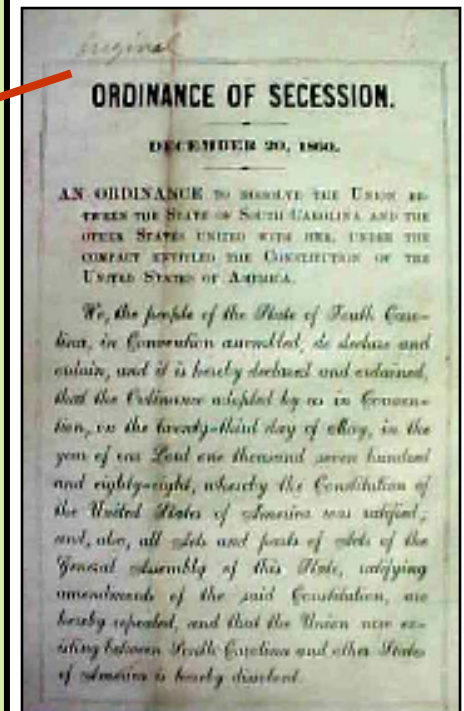 original
ORDINANCE OF SECESSION.
DECEMBER 20, 1860.
AN ORDINANCE TO DISSOLVE THE UNION BE-
TWEEN THE STATE OF SOUTH CAROLINA AND THE
OTHER STATES UNITED WITH HER, UNDER THE
COMPACT ENTITLED THE CONSTITUTION OF THE
UNITED STATES OF AMERICA.
We, the people of the State of South Caro-
lina, in Convention assembled, do declare and
ordain, and it is hereby declared and ordained,
that the Ordinance adopted by us in Conven-
tion, on the twenty-third day of May, in the
year of our Lord one thousand seven hundred
and eighty-eight, whereby the Constitution of
the United States of America was ratified,
and, also, all Acts and parts of Acts of the
General Assembly of this State, ratifying
amendments of the said Constitution, are
hereby repealed, and that the Union now ex-
isting between South Carolina and other States
of America is hereby dissolved.